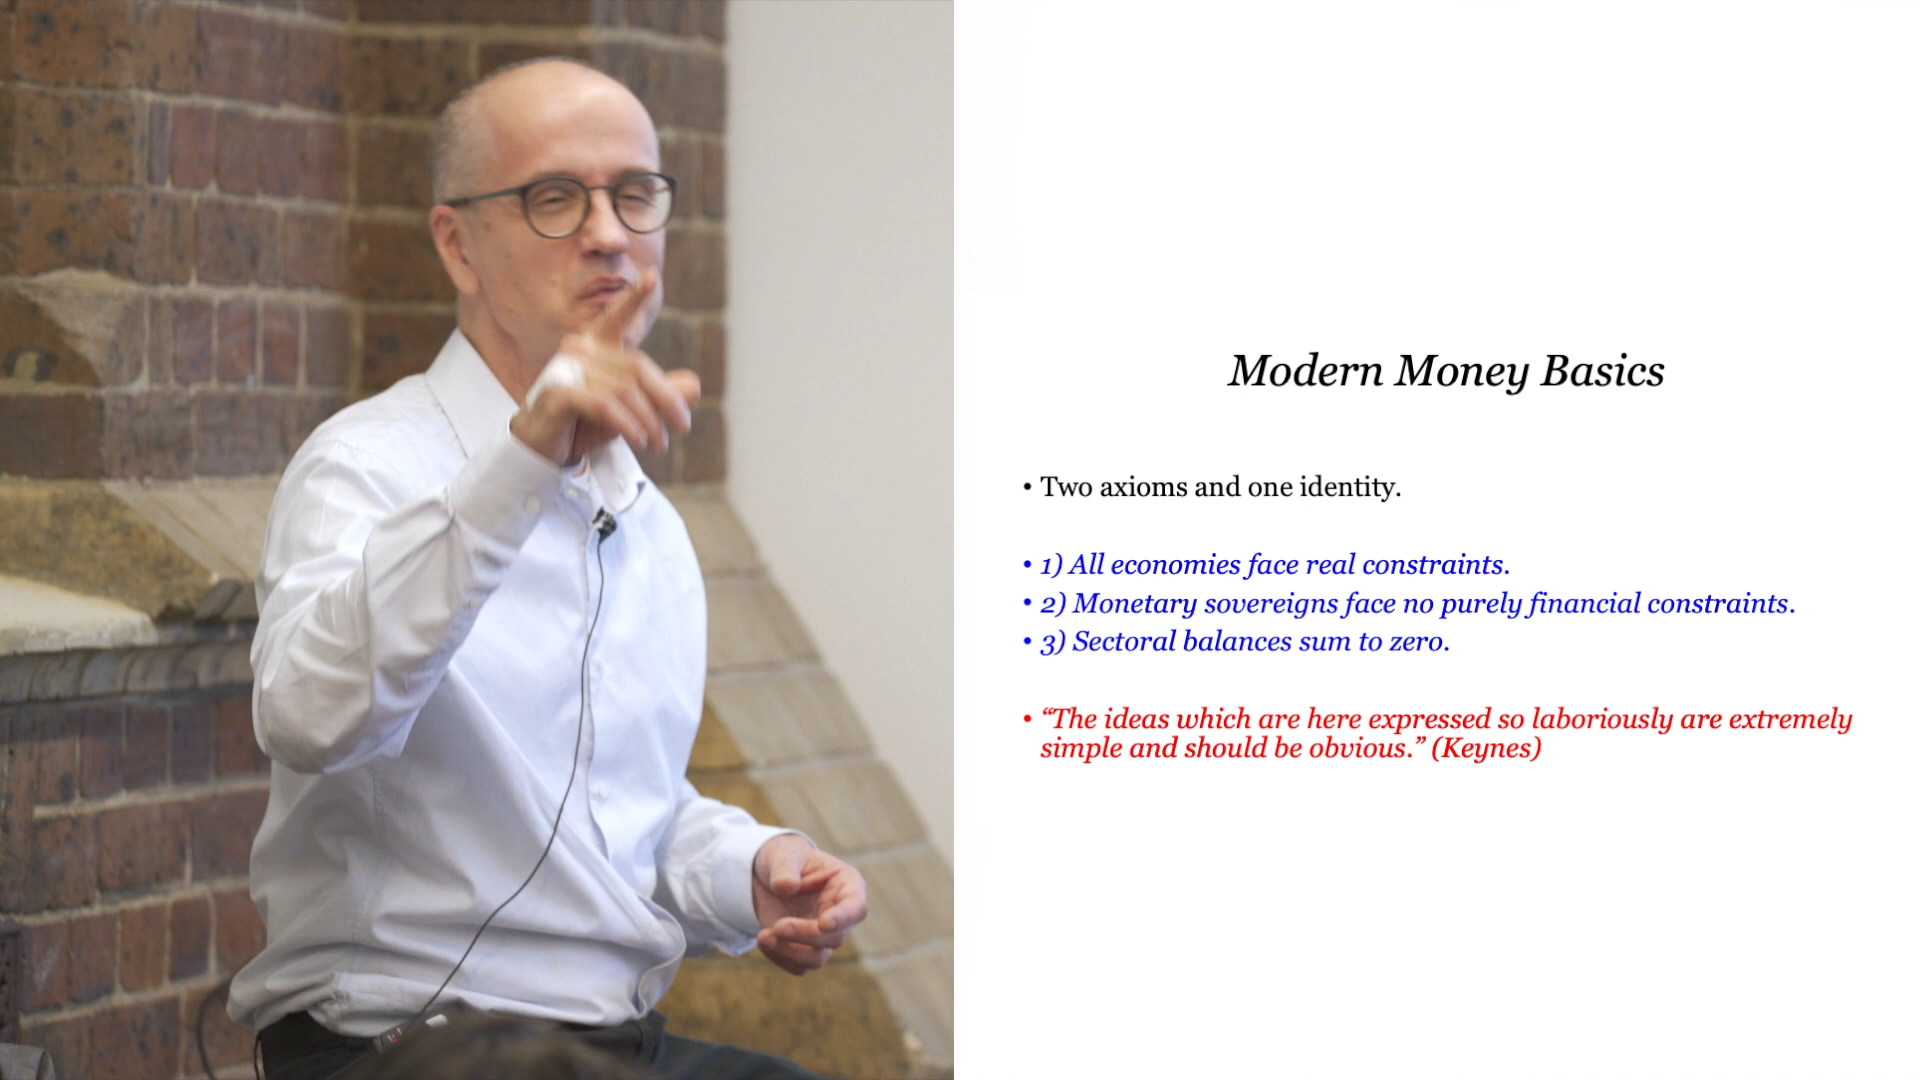 Modern Money Basics
• Two axioms and one identity.
• 1) All economies face real constraints.
• 2) Monetary sovereigns face no purely financial constraints.
• 3) Sectoral balances sum to zero.
• “The ideas which are here expressed so laboriously are extremely
simple and should be obvious.” (Keynes)